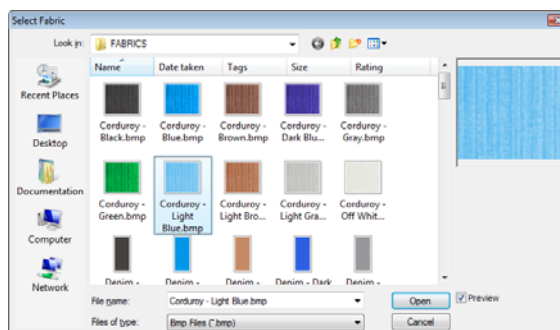 Select Fabric
Look in: FABRICS
Name Date taken Tags Size Rating
Recent Places
Desktop
Documentation
Computer
Network
Corduroy - Black.bmp
Corduroy - Blue.bmp
Corduroy - Brown.bmp
Corduroy - Dark Blu...
Corduroy - Gray.bmp
Corduroy - Green.bmp
Corduroy - Light Blue.bmp
Corduroy - Light Bro...
Corduroy - Light Gra...
Corduroy - Off Whit...
Denim -
Denim -
Denim -
Denim - Dark
Denim -
File name: Corduroy - Light Blue.bmp Open Preview
Files of type: Bmp Files (*.bmp) Cancel